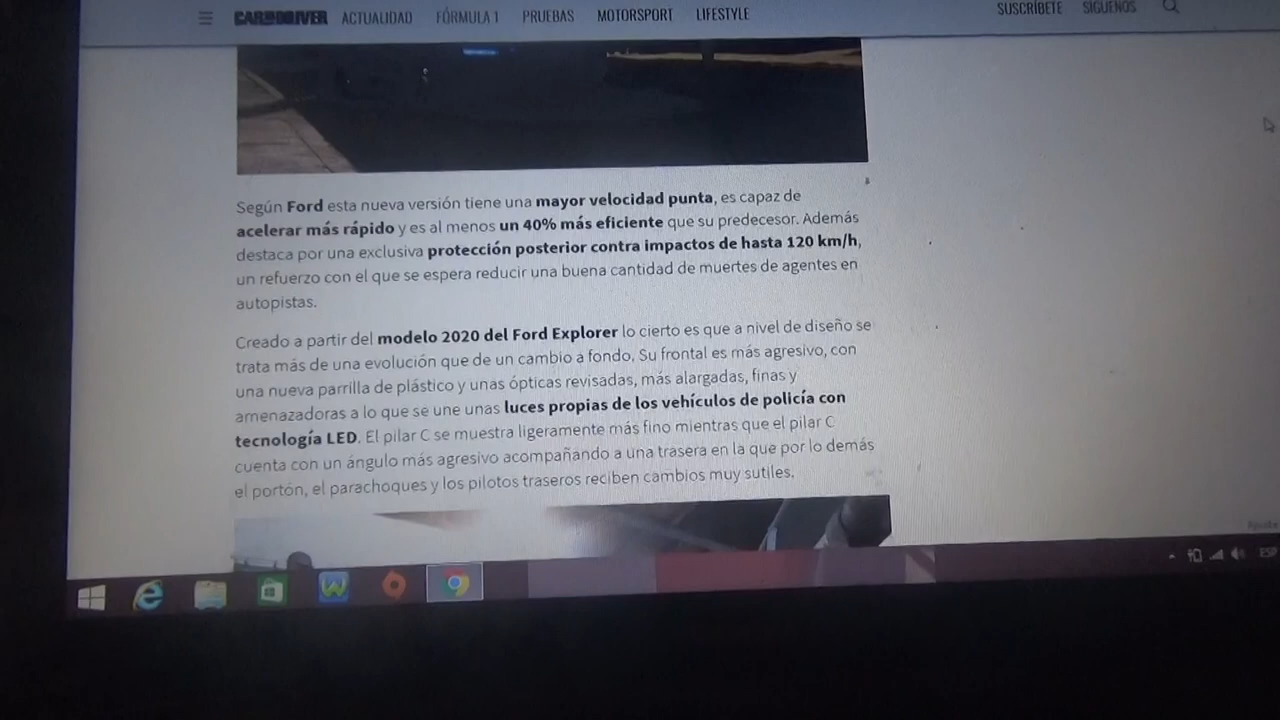 CAR AND DRIVER ACTUALIDAD FÓRMULA 1 PRUEBAS MOTORSPORT LIFESTYLE SUSCRÍBETE SÍGUENOS
Según Ford esta nueva versión tiene una mayor velocidad punta, es capaz de
acelerar más rápido y es al menos un 40% más eficiente que su predecesor. Además
destaca por una exclusiva protección posterior contra impactos de hasta 120 km/h,
un refuerzo con el que se espera reducir una buena cantidad de muertes de agentes en
autopistas.
Creado a partir del modelo 2020 del Ford Explorer lo cierto es que a nivel de diseño se
trata más de una evolución que de un cambio a fondo. Su frontal es más agresivo, con
una nueva parrilla de plástico y unas ópticas revisadas, más alargadas, finas y
amenazadoras a lo que se une unas luces propias de los vehículos de policía con
tecnología LED. El pilar C se muestra ligeramente más fino mientras que el pilar C
cuenta con un ángulo más agresivo acompañando a una trasera en la que por lo demás
el portón, el parachoques y los pilotos traseros reciben cambios muy sutiles.
ESP